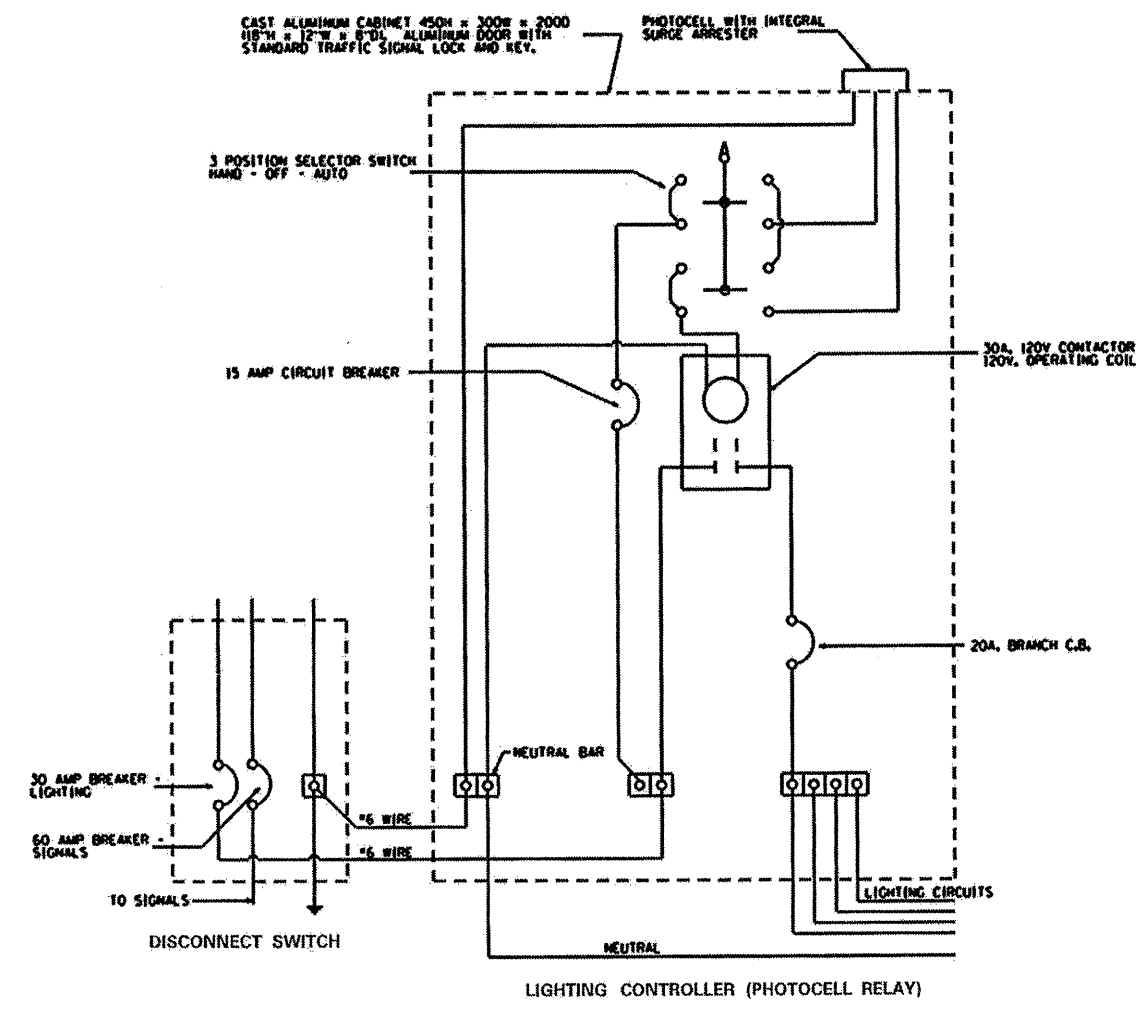 CAST ALUMINUM CABINET 450H x 300W x 2000
(18"H x 12"W x 8"DL ALUMINUM DOOR WITH
STANDARD TRAFFIC SIGNAL LOCK AND KEY.
PHOTOCELL WITH INTEGRAL
SURGE ARRESTER
3 POSITION SELECTOR SWITCH
HAND - OFF - AUTO
30A, 120V CONTACTOR
120V. OPERATING COIL
15 AMP CIRCUIT BREAKER
20A. BRANCH C.B.
NEUTRAL BAR
30 AMP BREAKER -
LIGHTING
#6 WIRE
60 AMP BREAKER -
SIGNALS
#6 WIRE
TO SIGNALS
LIGHTING CIRCUITS
DISCONNECT SWITCH
NEUTRAL
LIGHTING CONTROLLER (PHOTOCELL RELAY)